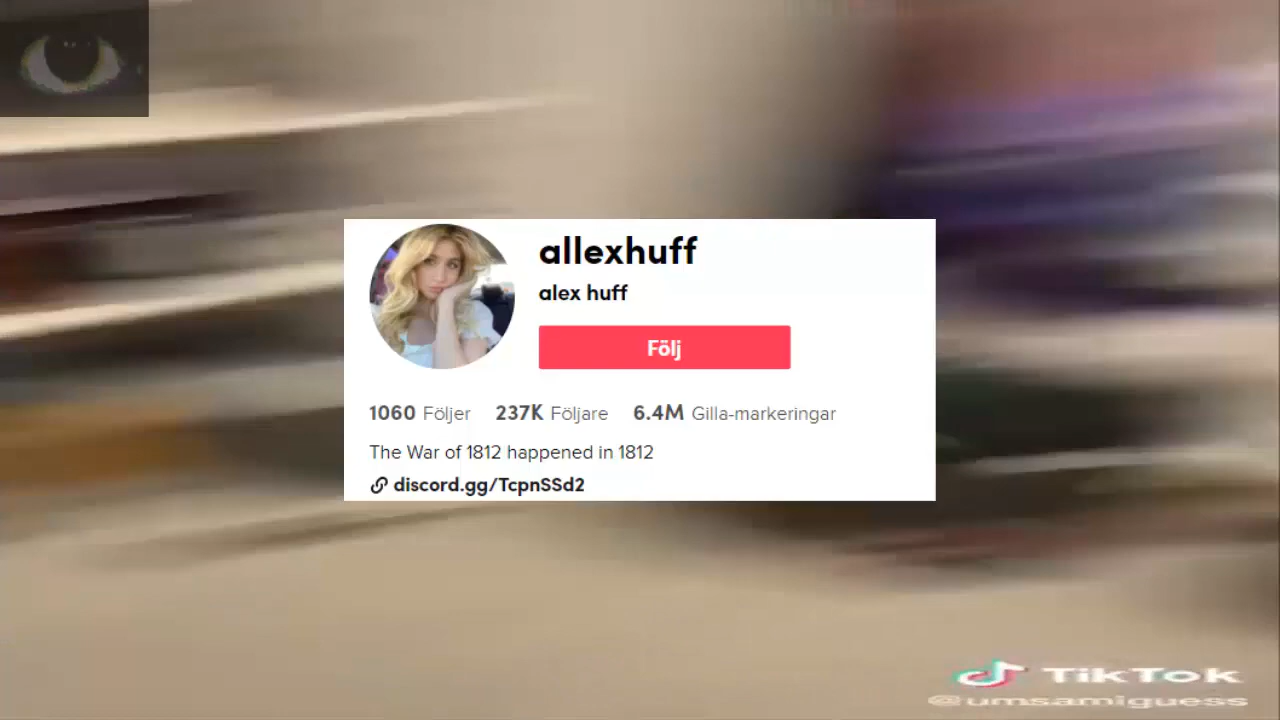 allexhuff
alex huff
Följ
1060 Följer 237K Följare 6.4M Gilla-markeringar
The War of 1812 happened in 1812
discord.gg/TcpnSSd2
TikTok
@umsamiguess